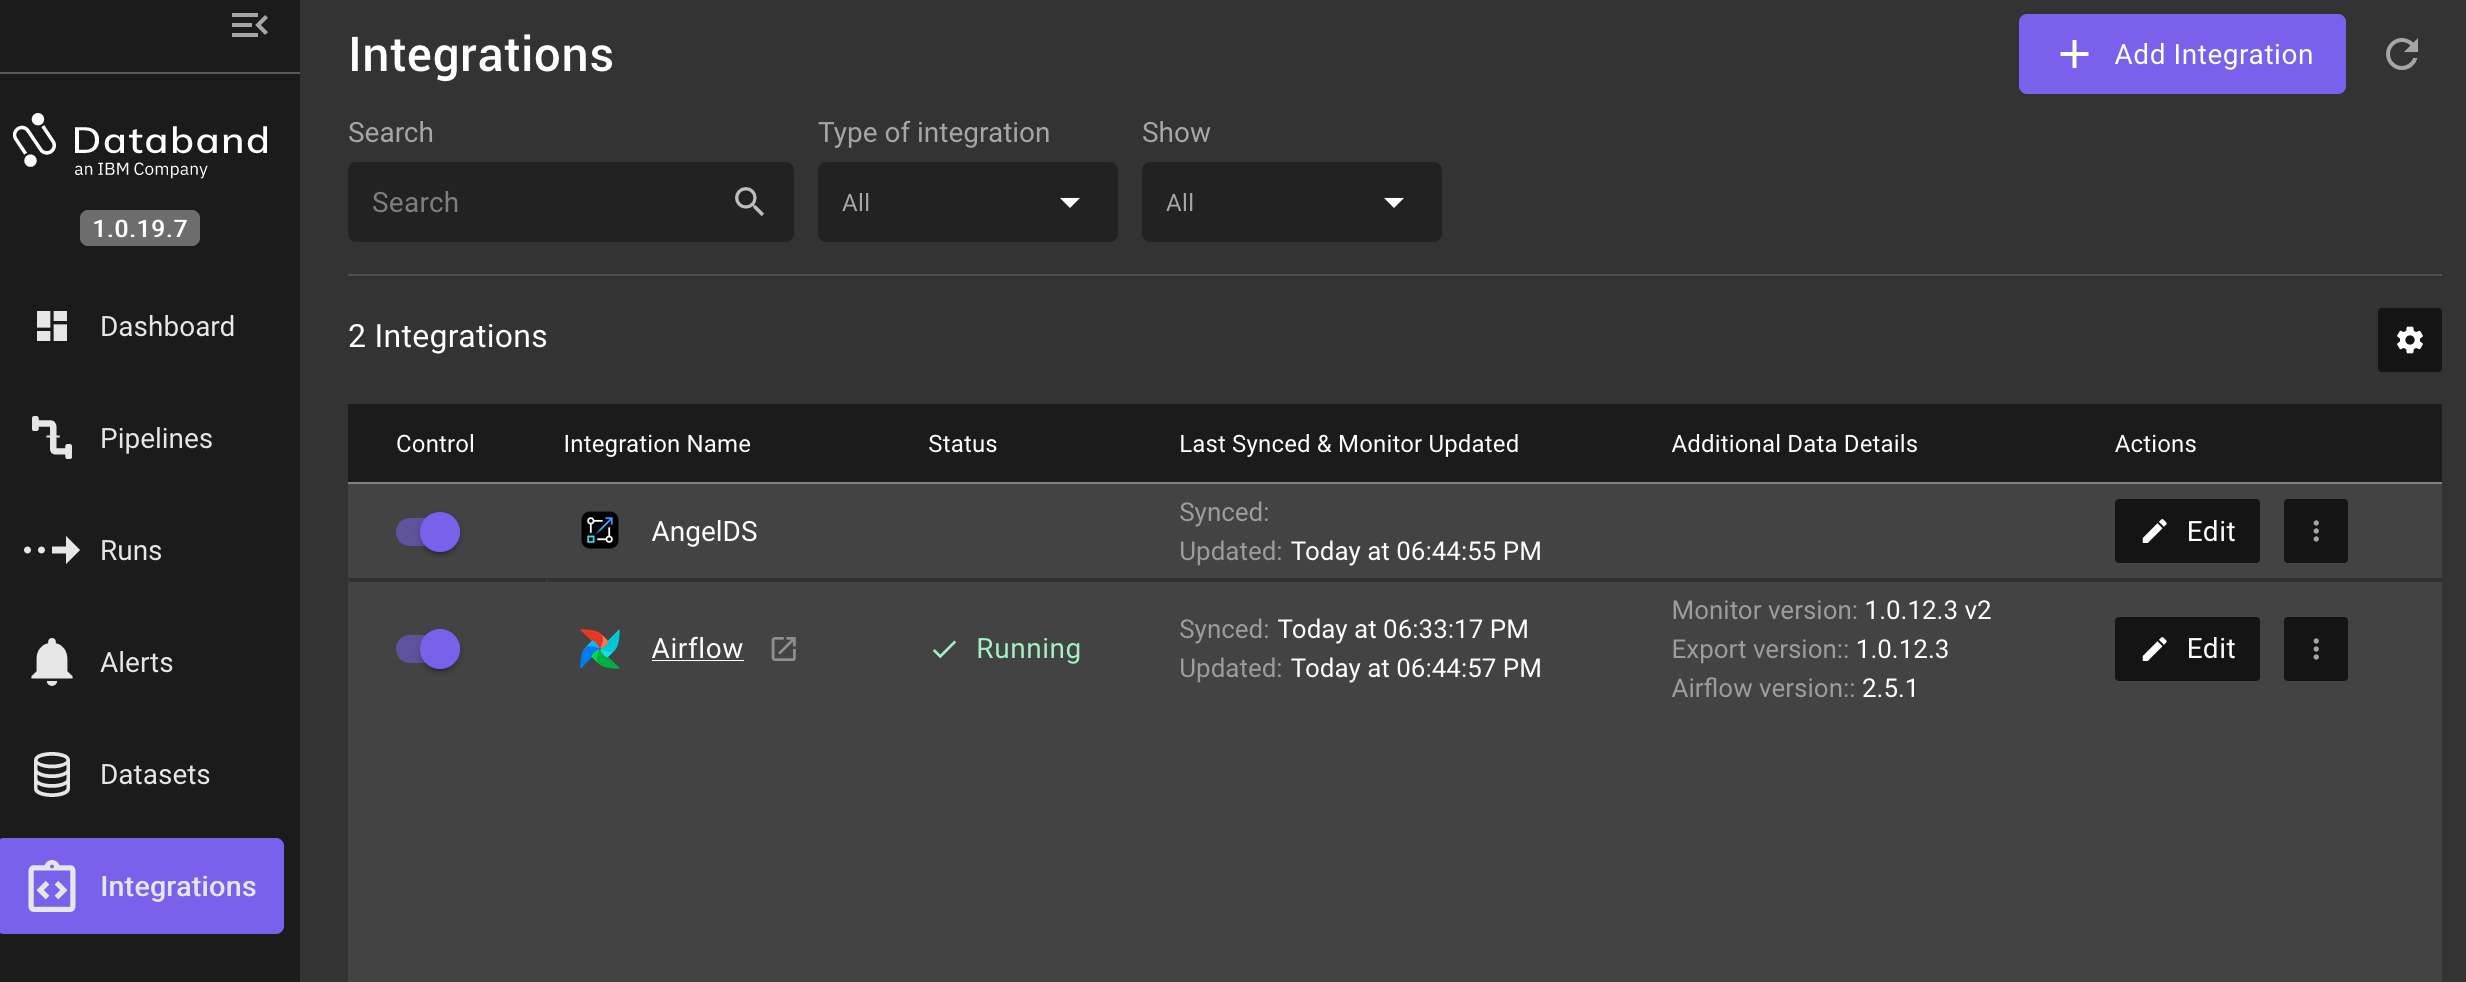 Databand
an IBM Company
1.0.19.7
Dashboard
Pipelines
Runs
Alerts
Datasets
Integrations
Integrations
Add Integration
Search
Type of integration
Show
Search
All
All
2 Integrations
Control
Integration Name
Status
Last Synced & Monitor Updated
Additional Data Details
Actions
AngelDS
Synced:
Updated: Today at 06:44:55 PM
Edit
Airflow
Running
Synced: Today at 06:33:17 PM
Updated: Today at 06:44:57 PM
Monitor version: 1.0.12.3 v2
Export version:: 1.0.12.3
Airflow version:: 2.5.1
Edit